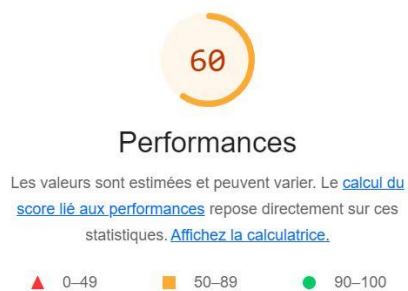 60
Performances
Les valeurs sont estimées et peuvent varier. Le calcul du
score lié aux performances repose directement sur ces
statistiques. Affichez la calculatrice.
0–49 50–89 90–100